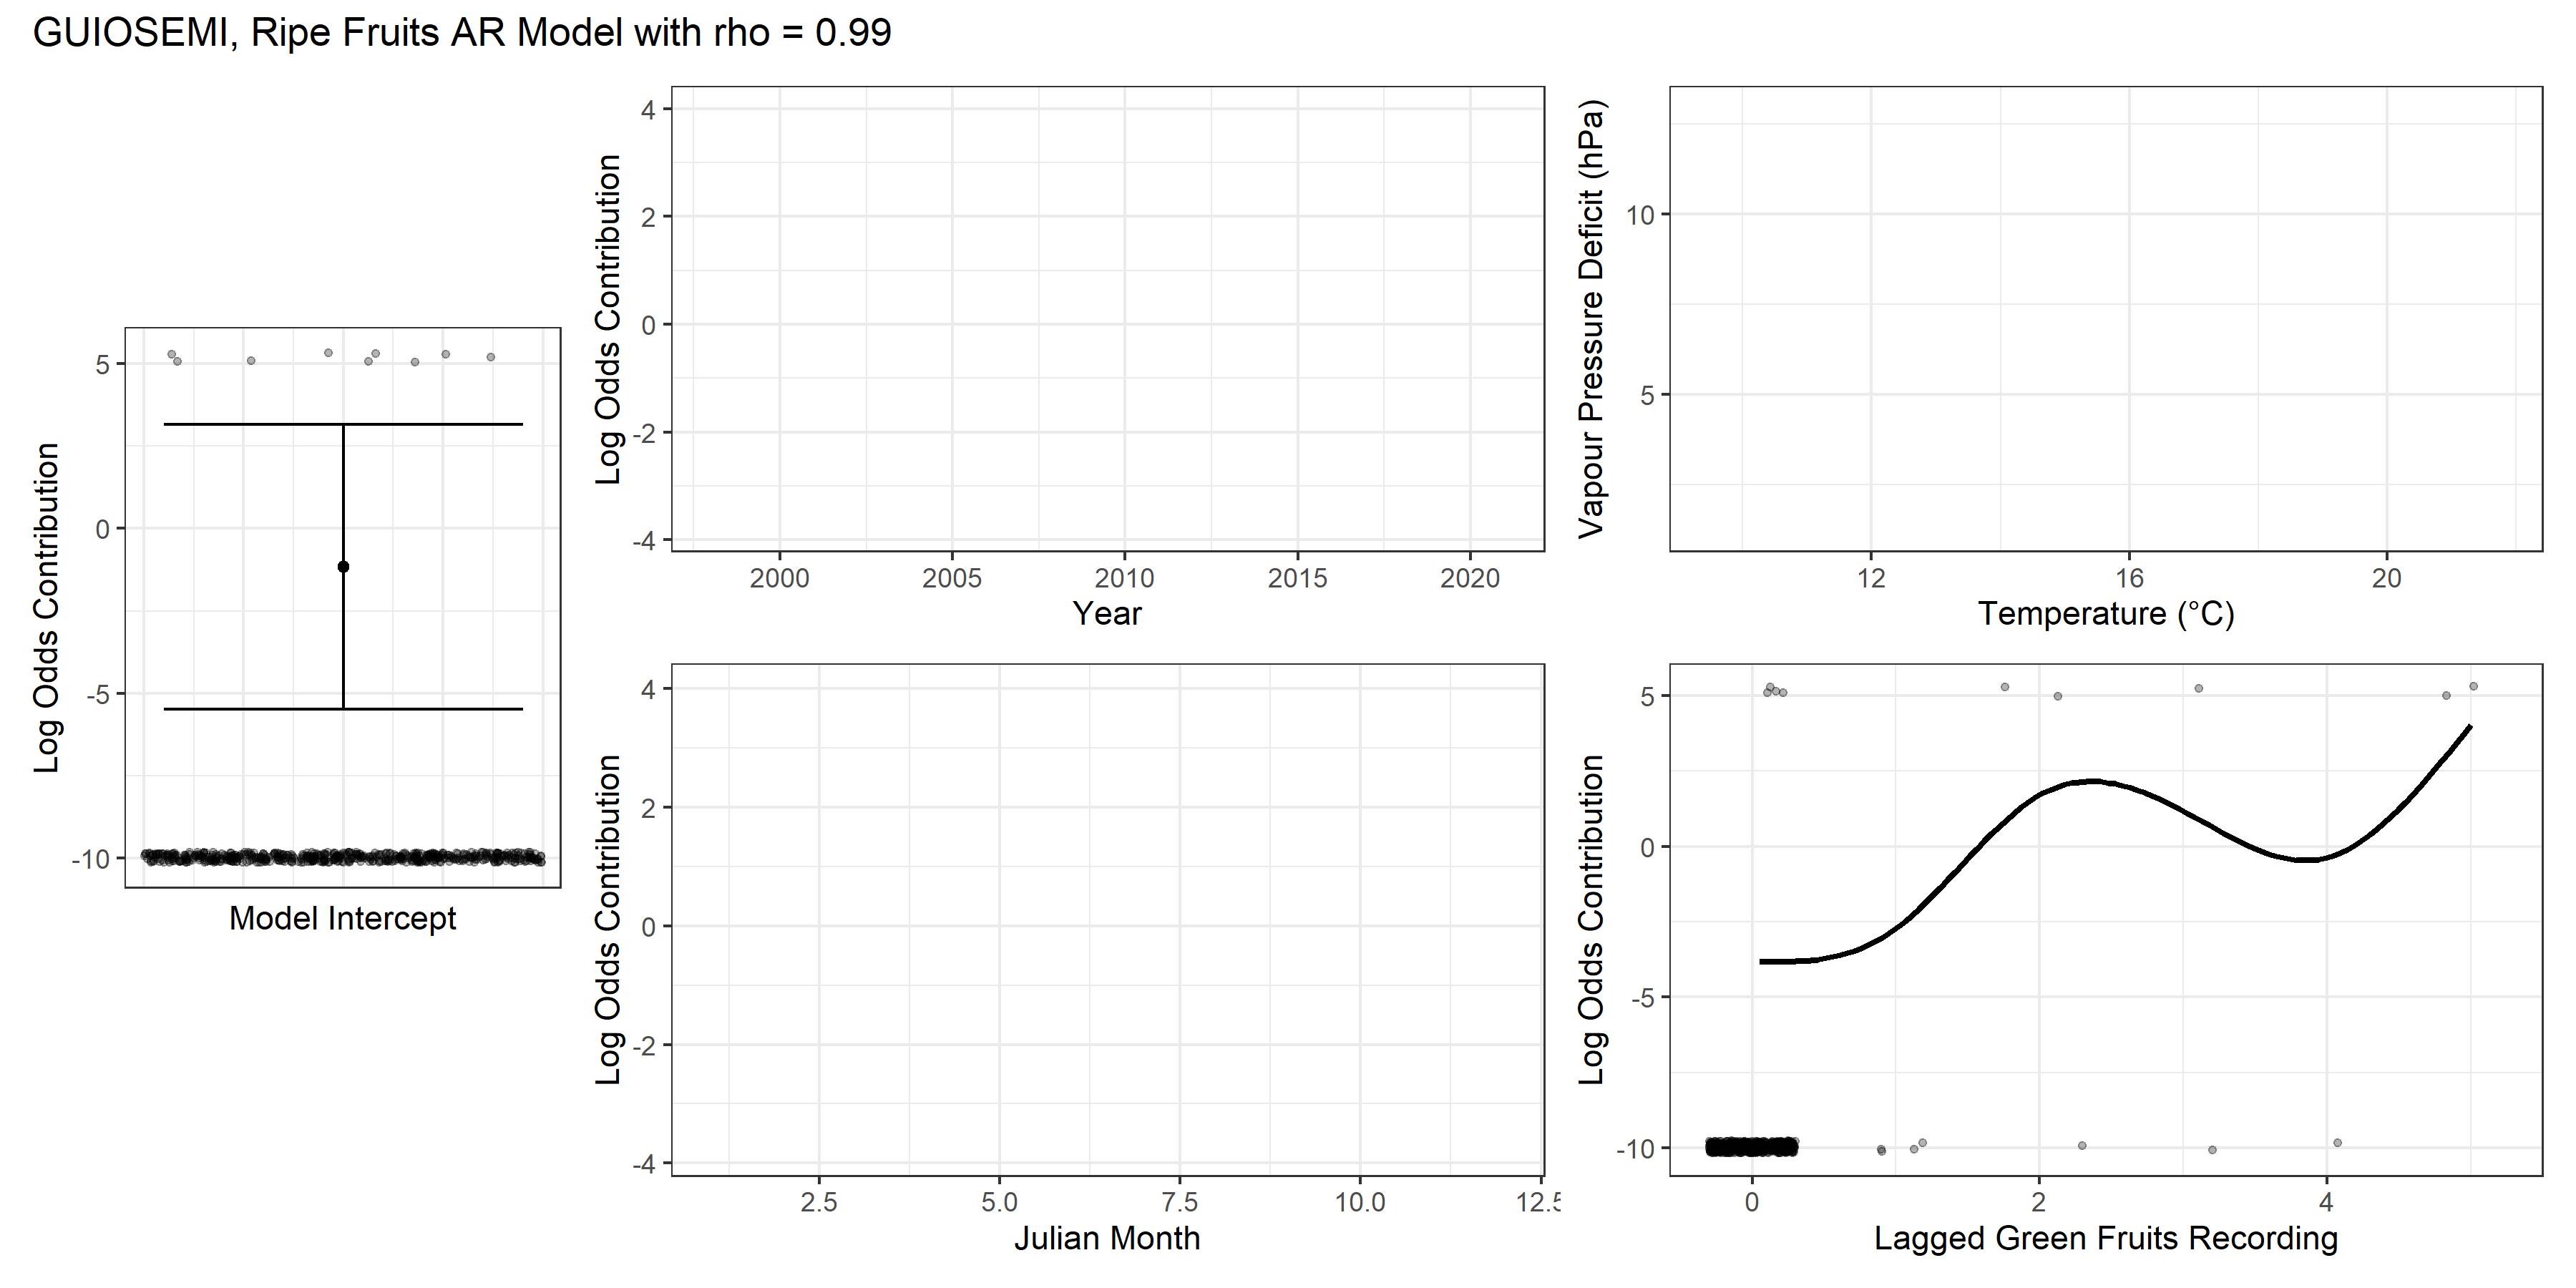 GUIOSEMI, Ripe Fruits AR Model with rho = 0.99
Log Odds Contribution
5
0
-5
-10
Model Intercept
Log Odds Contribution
4
2
0
-2
-4
2000 2005 2010 2015 2020
Year
Vapour Pressure Deficit (hPa)
10
5
12 16 20
Temperature (°C)
Log Odds Contribution
4
2
0
-2
-4
2.5 5.0 7.5 10.0 12.5
Julian Month
Log Odds Contribution
5
0
-5
-10
0 2 4
Lagged Green Fruits Recording